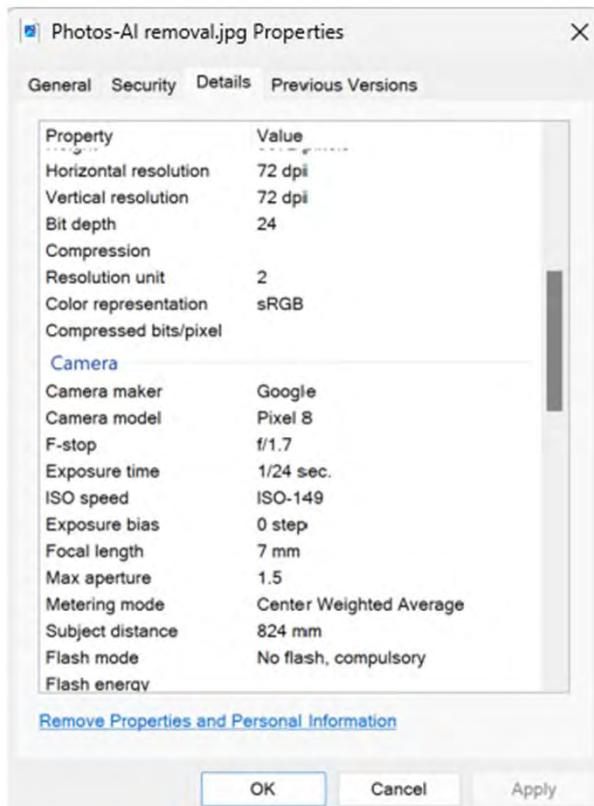 Photos-AI removal.jpg Properties
General Security Details Previous Versions
Property Value
Horizontal resolution 72 dpi
Vertical resolution 72 dpi
Bit depth 24
Compression
Resolution unit 2
Color representation sRGB
Compressed bits/pixel
Camera
Camera maker Google
Camera model Pixel 8
F-stop f/1.7
Exposure time 1/24 sec.
ISO speed ISO-149
Exposure bias 0 step
Focal length 7 mm
Max aperture 1.5
Metering mode Center Weighted Average
Subject distance 824 mm
Flash mode No flash, compulsory
Flash energy
Remove Properties and Personal Information
OK Cancel Apply